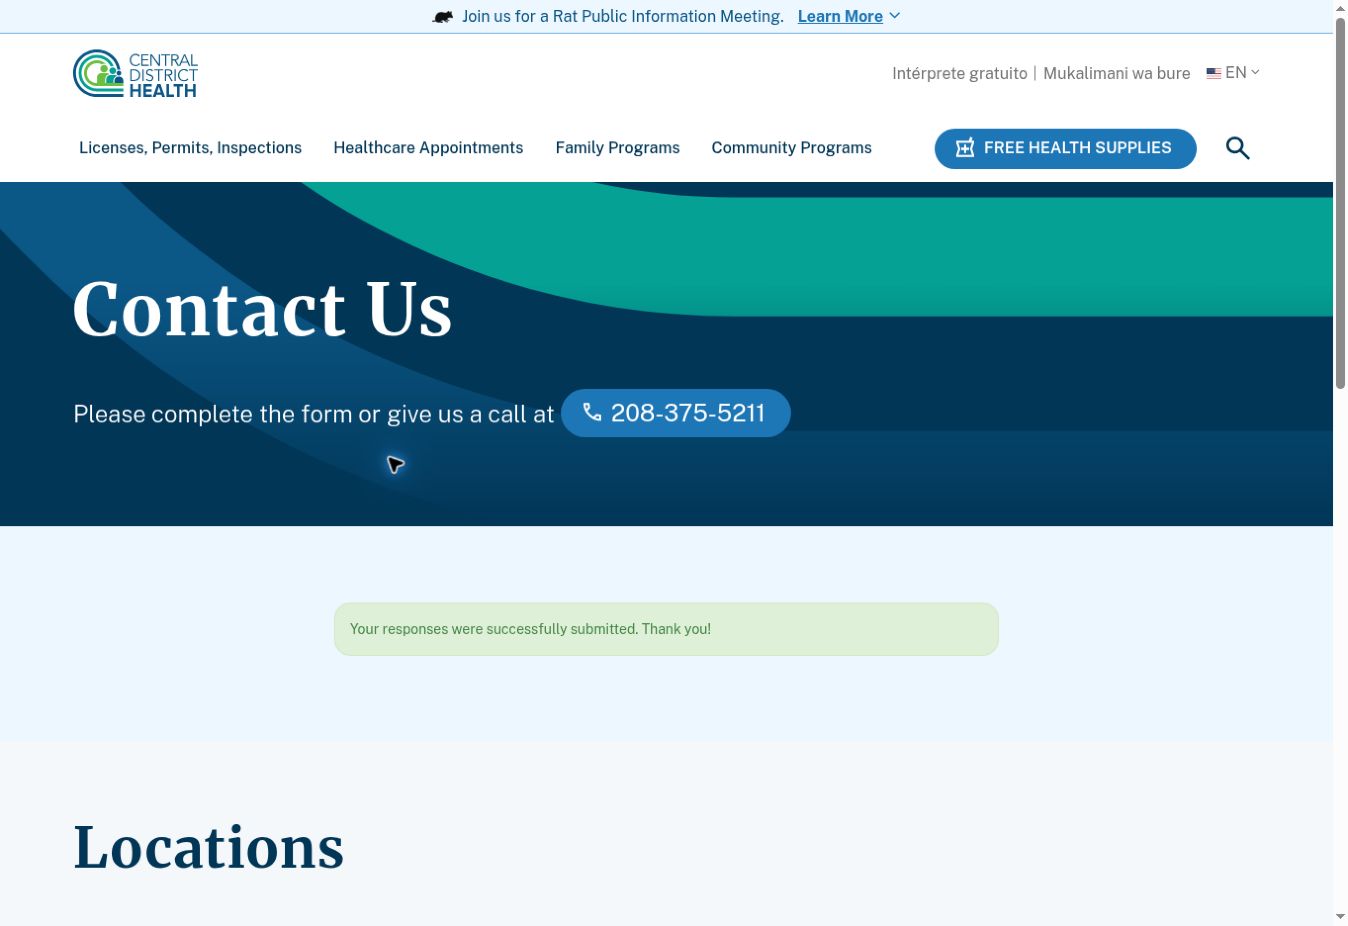 Join us for a Rat Public Information Meeting. Learn More
CENTRAL
DISTRICT
HEALTH
Intérprete gratuito | Mukalimani wa bure EN
Licenses, Permits, Inspections Healthcare Appointments Family Programs Community Programs FREE HEALTH SUPPLIES
Contact Us
Please complete the form or give us a call at 208-375-5211
Your responses were successfully submitted. Thank you!
Locations